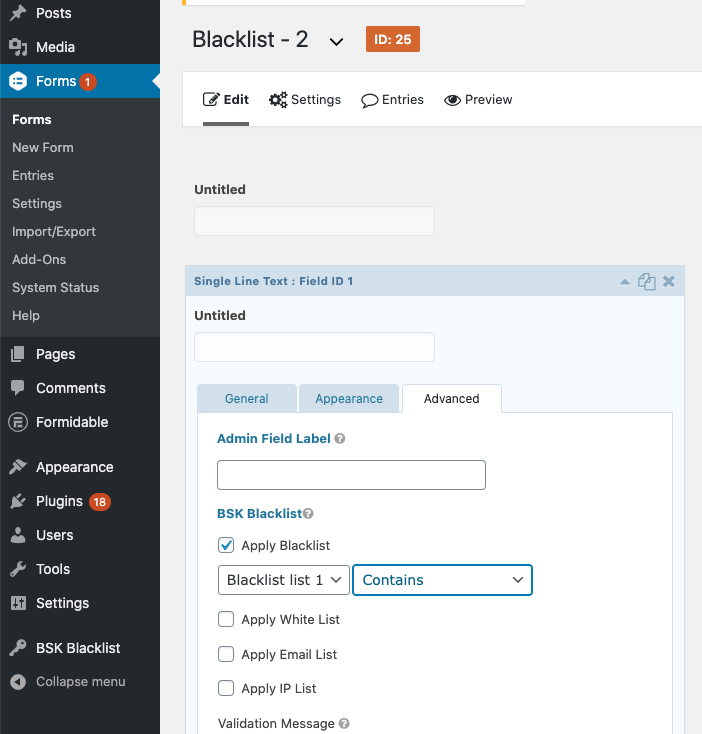 Posts
Media
Forms 1
Forms
New Form
Entries
Settings
Import/Export
Add-Ons
System Status
Help
Pages
Comments
Formidable
Appearance
Plugins 18
Users
Tools
Settings
BSK Blacklist
Collapse menu
Blacklist - 2 ID: 25
Edit Settings Entries Preview
Untitled
Single Line Text : Field ID 1
Untitled
General Appearance Advanced
Admin Field Label ?
BSK Blacklist ?
Apply Blacklist
Blacklist list 1 Contains
Apply White List
Apply Email List
Apply IP List
Validation Message ?